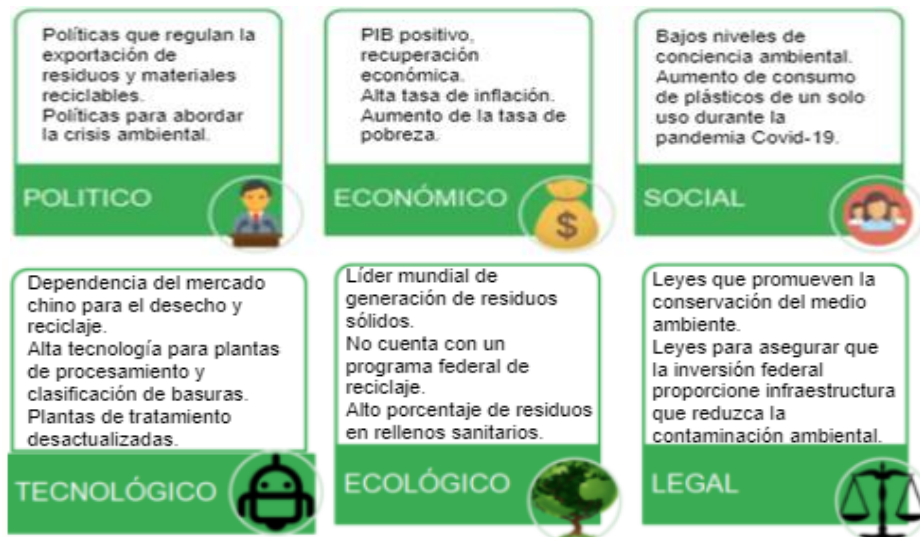 Políticas que regulan la
exportación de
residuos y materiales
reciclables.
Políticas para abordar
la crisis ambiental.
POLITICO
PIB positivo,
recuperación
económica.
Alta tasa de inflación.
Aumento de la tasa de
pobreza.
ECONÓMICO
$
Bajos niveles de
conciencia ambiental.
Aumento de consumo
de plásticos de un solo
uso durante la
pandemia Covid-19.
SOCIAL
Dependencia del mercado
chino para el desecho y
reciclaje.
Alta tecnología para plantas
de procesamiento y
clasificación de basuras.
Plantas de tratamiento
desactualizadas.
TECNOLÓGICO
Líder mundial de
generación de residuos
sólidos.
No cuenta con un
programa federal de
reciclaje.
Alto porcentaje de residuos
en rellenos sanitarios.
ECOLÓGICO
Leyes que promueven la
conservación del medio
ambiente.
Leyes para asegurar que
la inversión federal
proporcione infraestructura
que reduzca la
contaminación ambiental.
LEGAL